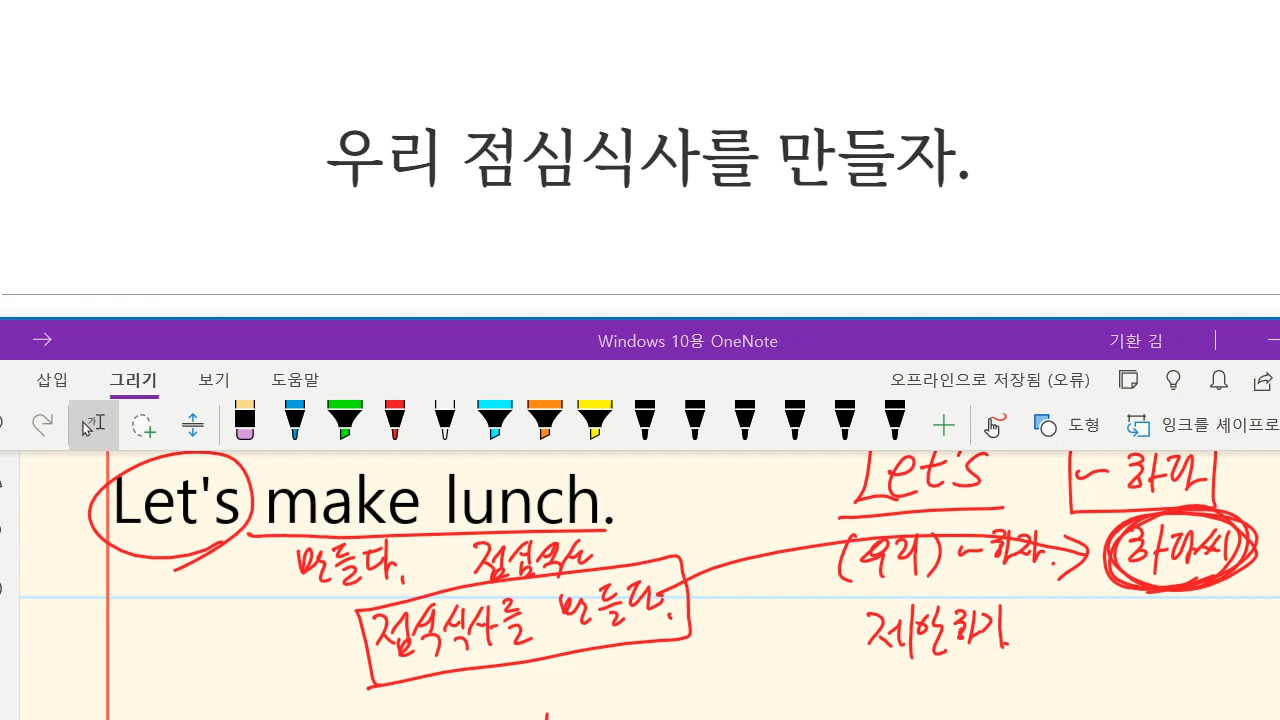 우리 점심식사를 만들자.
Windows 10용 OneNote 기환 김
삽입 그리기 보기 도움말 오프라인으로 저장됨 (오류)
도형 잉크를 셰이프로
Let's make lunch.
Let's ~ 하다
만들다. 점심식사
(우리) ~ 하자. 하다씨
점심식사를 만들다.
제안하기